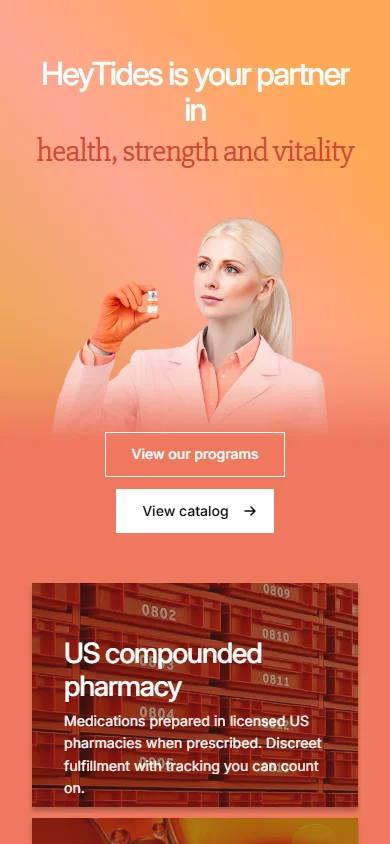 HeyTides is your partner
in
health, strength and vitality
View our programs
View catalog →
0809
0802
0810
US compounded
0811
pharmacy
0804
Medications prepared in licensed US
pharmacies when prescribed. Discreet
fulfillment with tracking you can count
on.